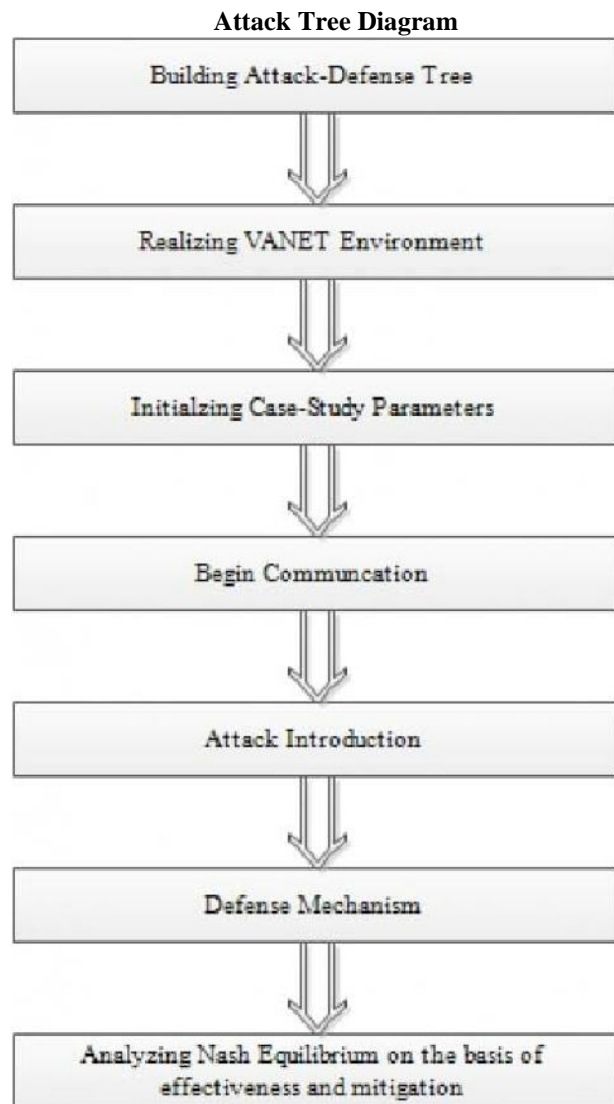 Attack Tree Diagram
Building Attack-Defense Tree
Realizing VANET Environment
Initialzing Case-Study Parameters
Begin Communcation
Attack Introduction
Defense Mechanism
Analyzing Nash Equilibrium on the basis of
effectiveness and mitigation